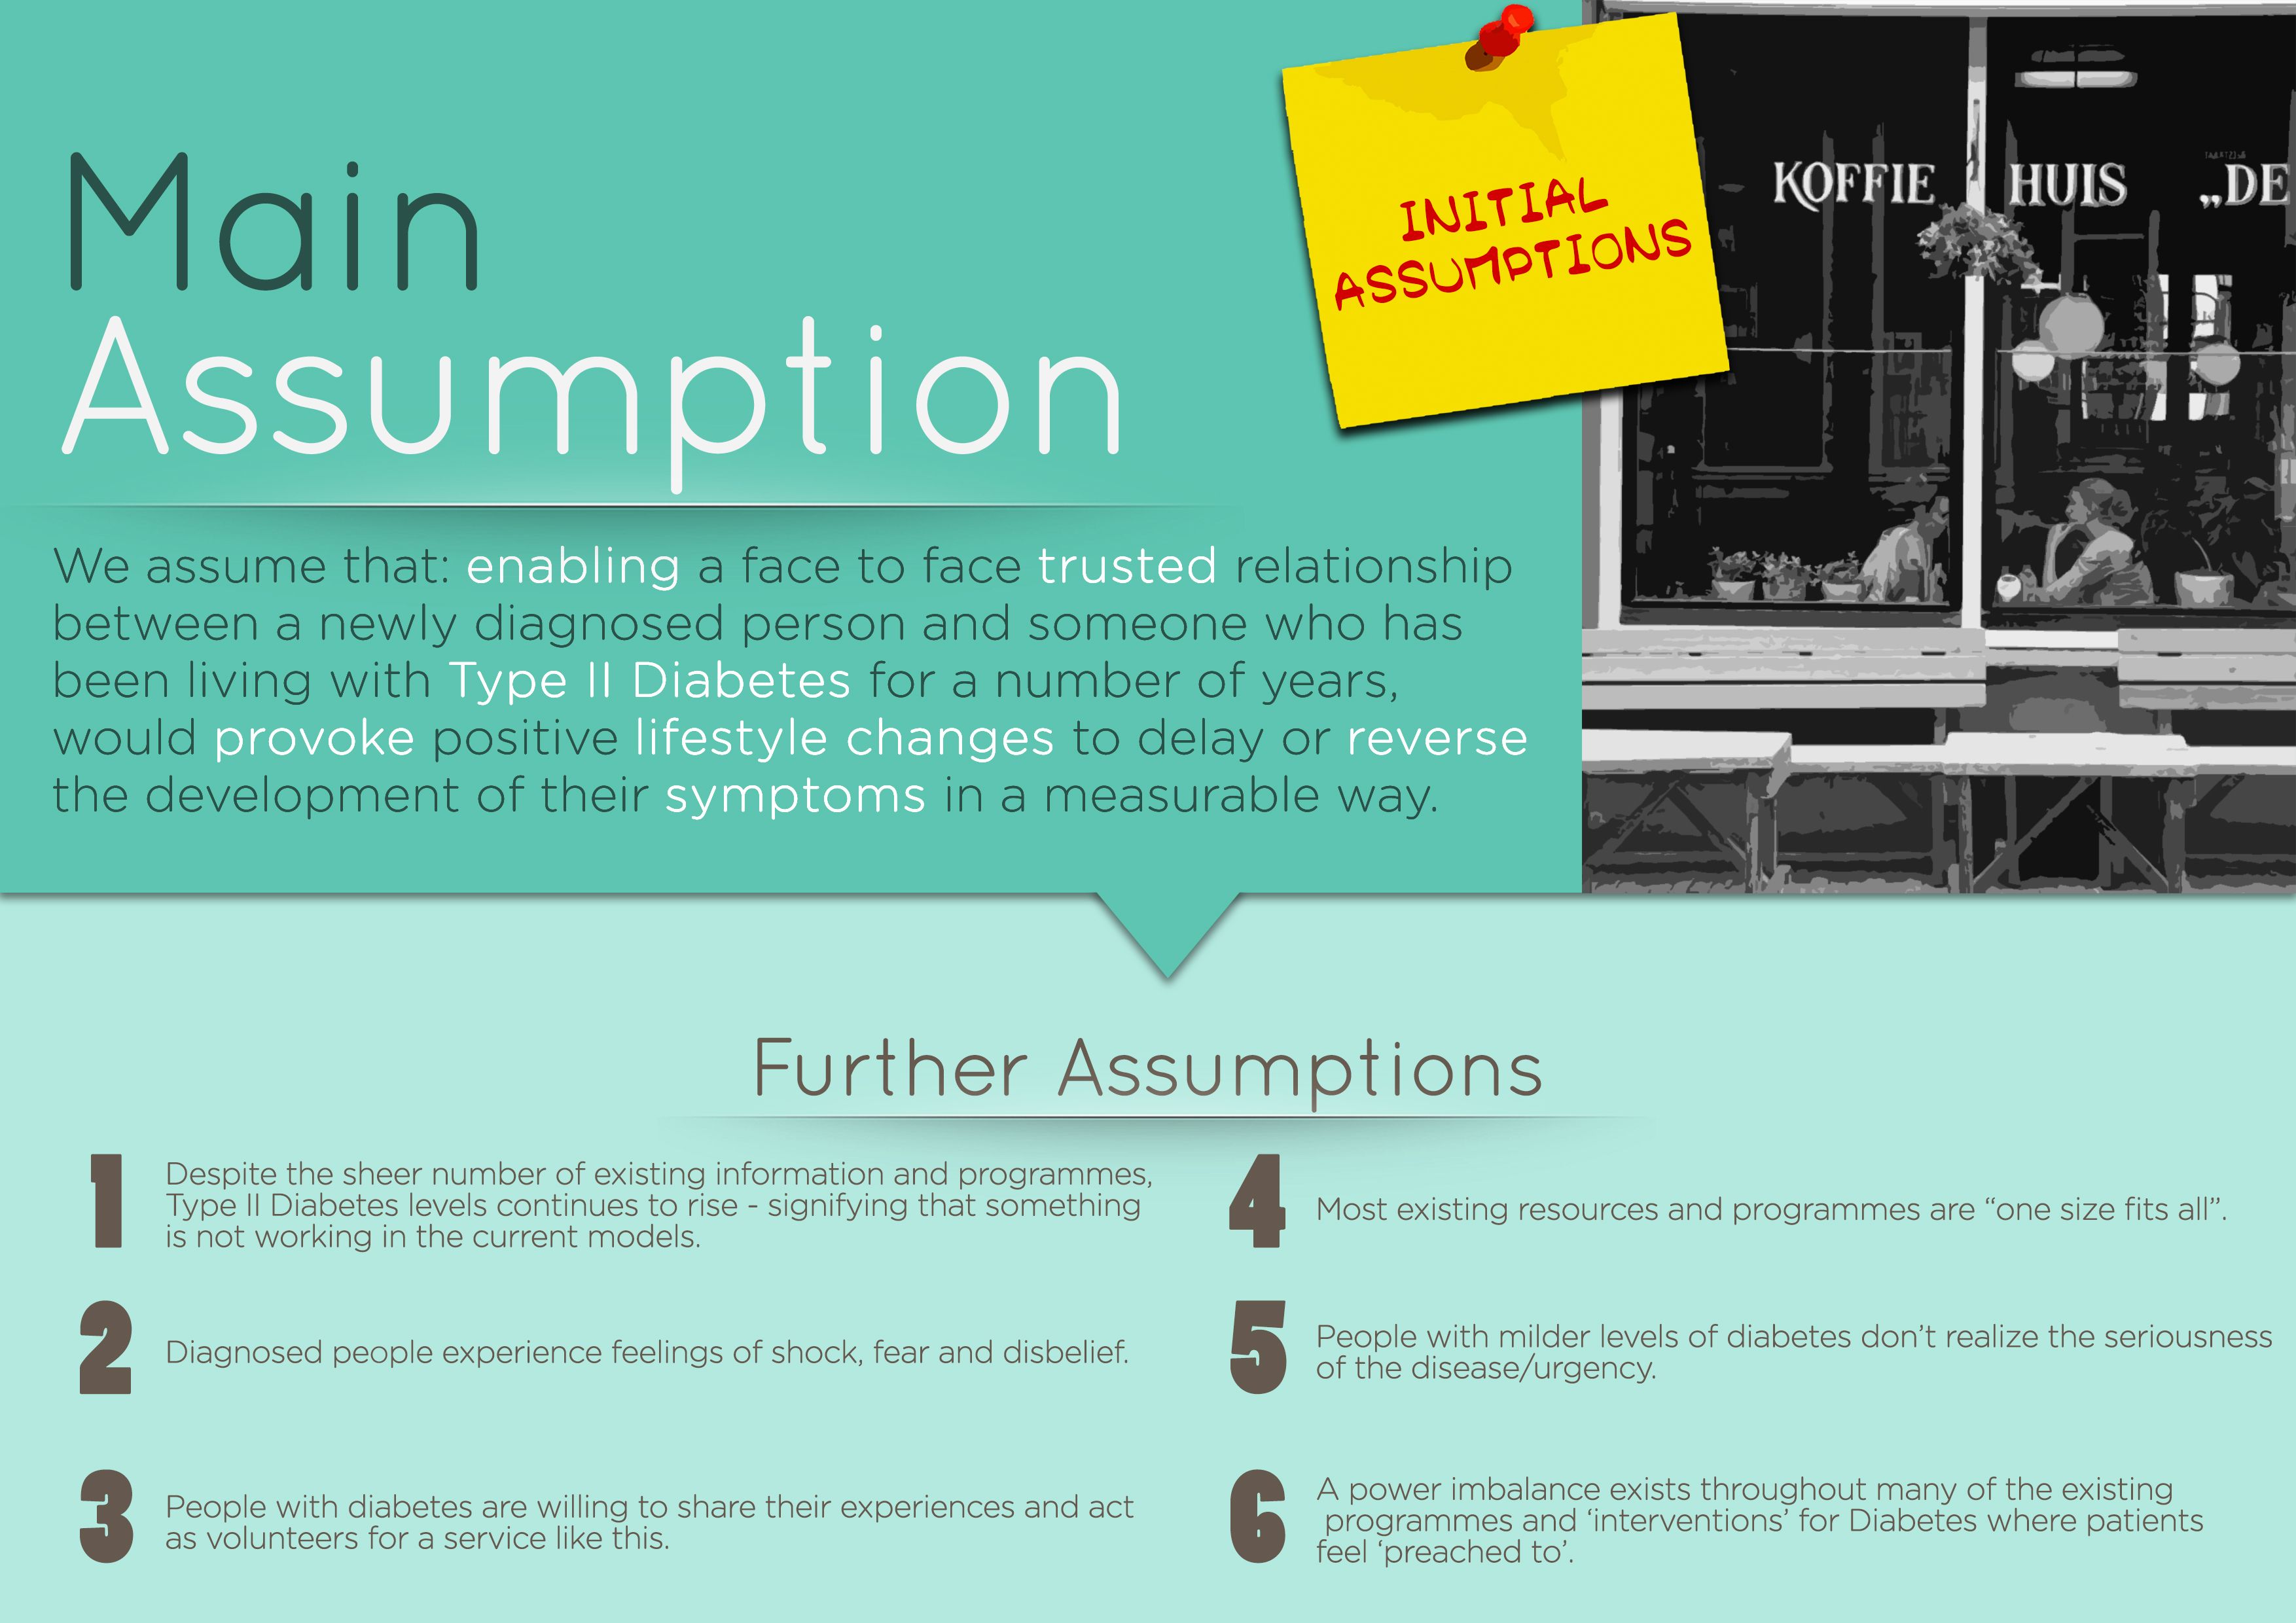 Main
Assumption
INITIAL
ASSUMPTIONS
KOFFIE HUIS „DE
We assume that: enabling a face to face trusted relationship
between a newly diagnosed person and someone who has
been living with Type II Diabetes for a number of years,
would provoke positive lifestyle changes to delay or reverse
the development of their symptoms in a measurable way.
Further Assumptions
1
Despite the sheer number of existing information and programmes,
Type II Diabetes levels continues to rise - signifying that something
is not working in the current models.
2
Diagnosed people experience feelings of shock, fear and disbelief.
3
People with diabetes are willing to share their experiences and act
as volunteers for a service like this.
4
Most existing resources and programmes are “one size fits all”.
5
People with milder levels of diabetes don’t realize the seriousness
of the disease/urgency.
6
A power imbalance exists throughout many of the existing
programmes and ‘interventions’ for Diabetes where patients
feel ‘preached to’.